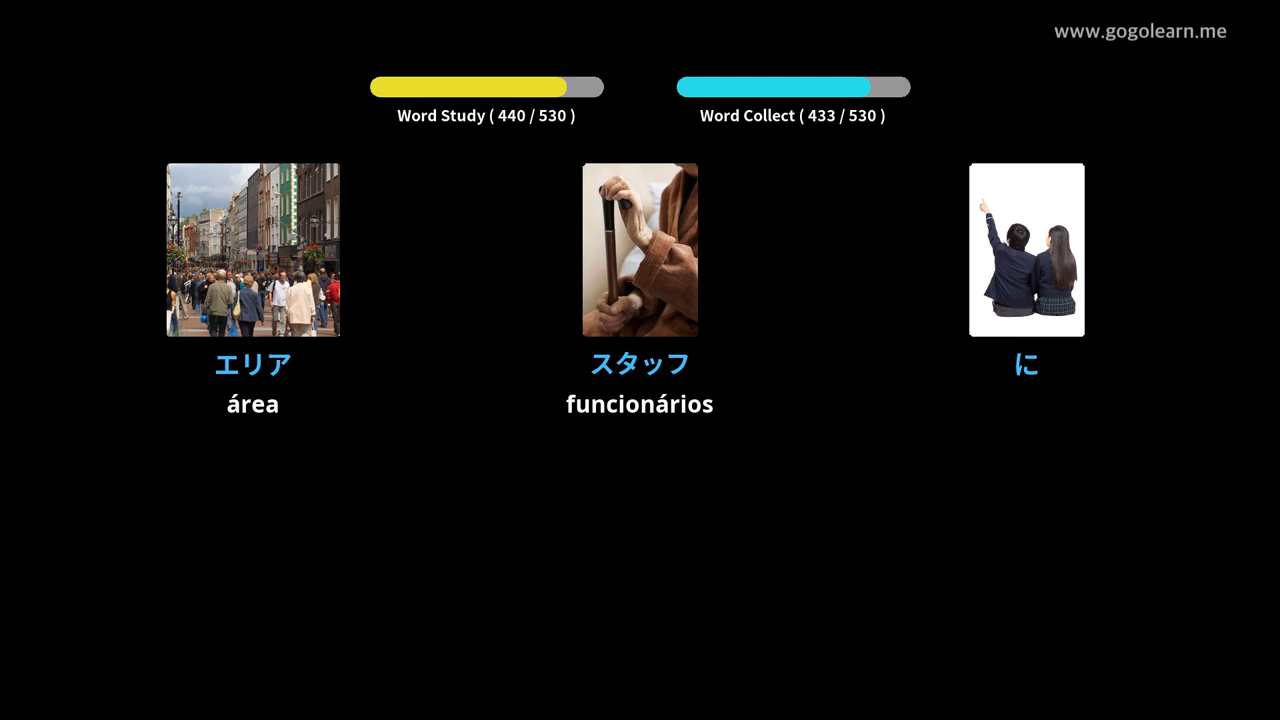 www.gogolearn.me
Word Study ( 440 / 530 )
Word Collect ( 433 / 530 )
エリア
スタッフ
に
área
funcionários